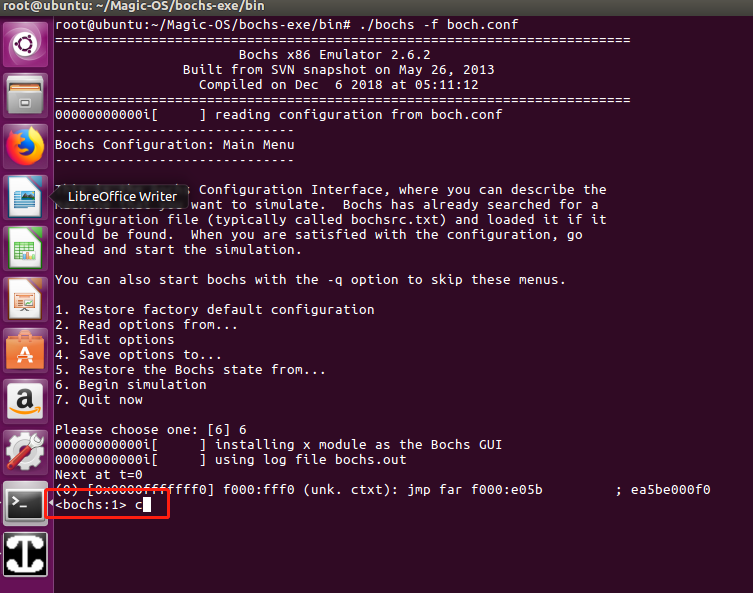 root@ubuntu: ~/Magic-OS/bochs-exe/bin
root@ubuntu:~/Magic-OS/bochs-exe/bin# ./bochs -f boch.conf
========================================================================
Bochs x86 Emulator 2.6.2
Built from SVN snapshot on May 26, 2013
Compiled on Dec  6 2018 at 05:11:12
========================================================================
00000000000i[     ] reading configuration from boch.conf
------------------------------
Bochs Configuration: Main Menu
------------------------------
s Configuration Interface, where you can describe the
LibreOffice Writer
want to simulate.  Bochs has already searched for a
configuration file (typically called bochsrc.txt) and loaded it if it
could be found.  When you are satisfied with the configuration, go
ahead and start the simulation.
You can also start bochs with the -q option to skip these menus.
1. Restore factory default configuration
2. Read options from...
3. Edit options
4. Save options to...
5. Restore the Bochs state from...
6. Begin simulation
7. Quit now
Please choose one: [6] 6
00000000000i[     ] installing x module as the Bochs GUI
00000000000i[     ] using log file bochs.out
Next at t=0
(0) [0x0000fffffff0] f000:fff0 (unk. ctxt): jmp far f000:e05b         ; ea5be000f0
<bochs:1> c